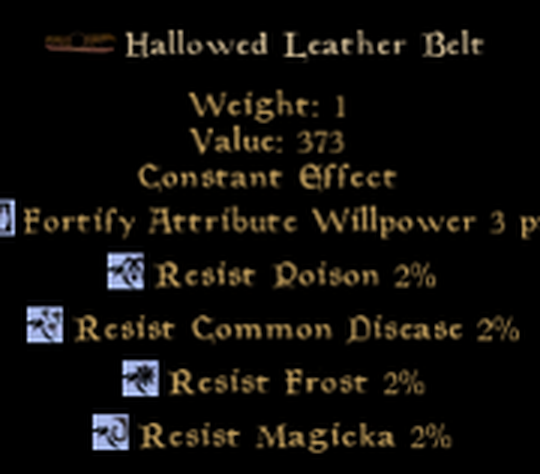 Hallowed Leather Belt
Weight: 1
Value: 373
Constant Effect
Fortify Attribute Willpower 3 p
Resist Poison 2%
Resist Common Disease 2%
Resist Frost 2%
Resist Magicka 2%